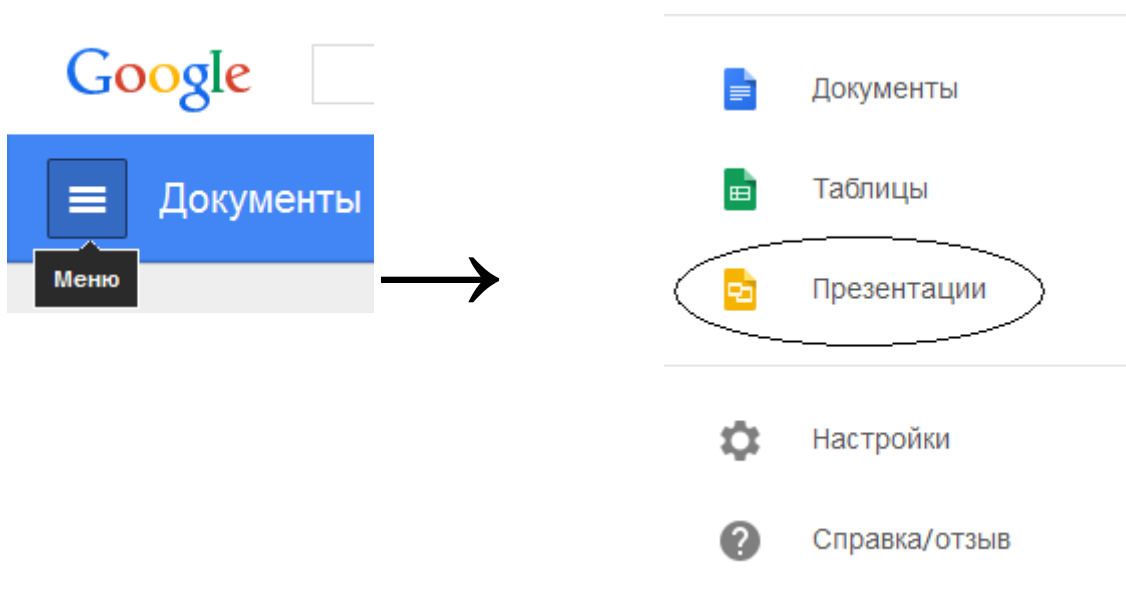 Google
Документы
Меню
Документы
Таблицы
Презентации
Настройки
Справка/отзыв